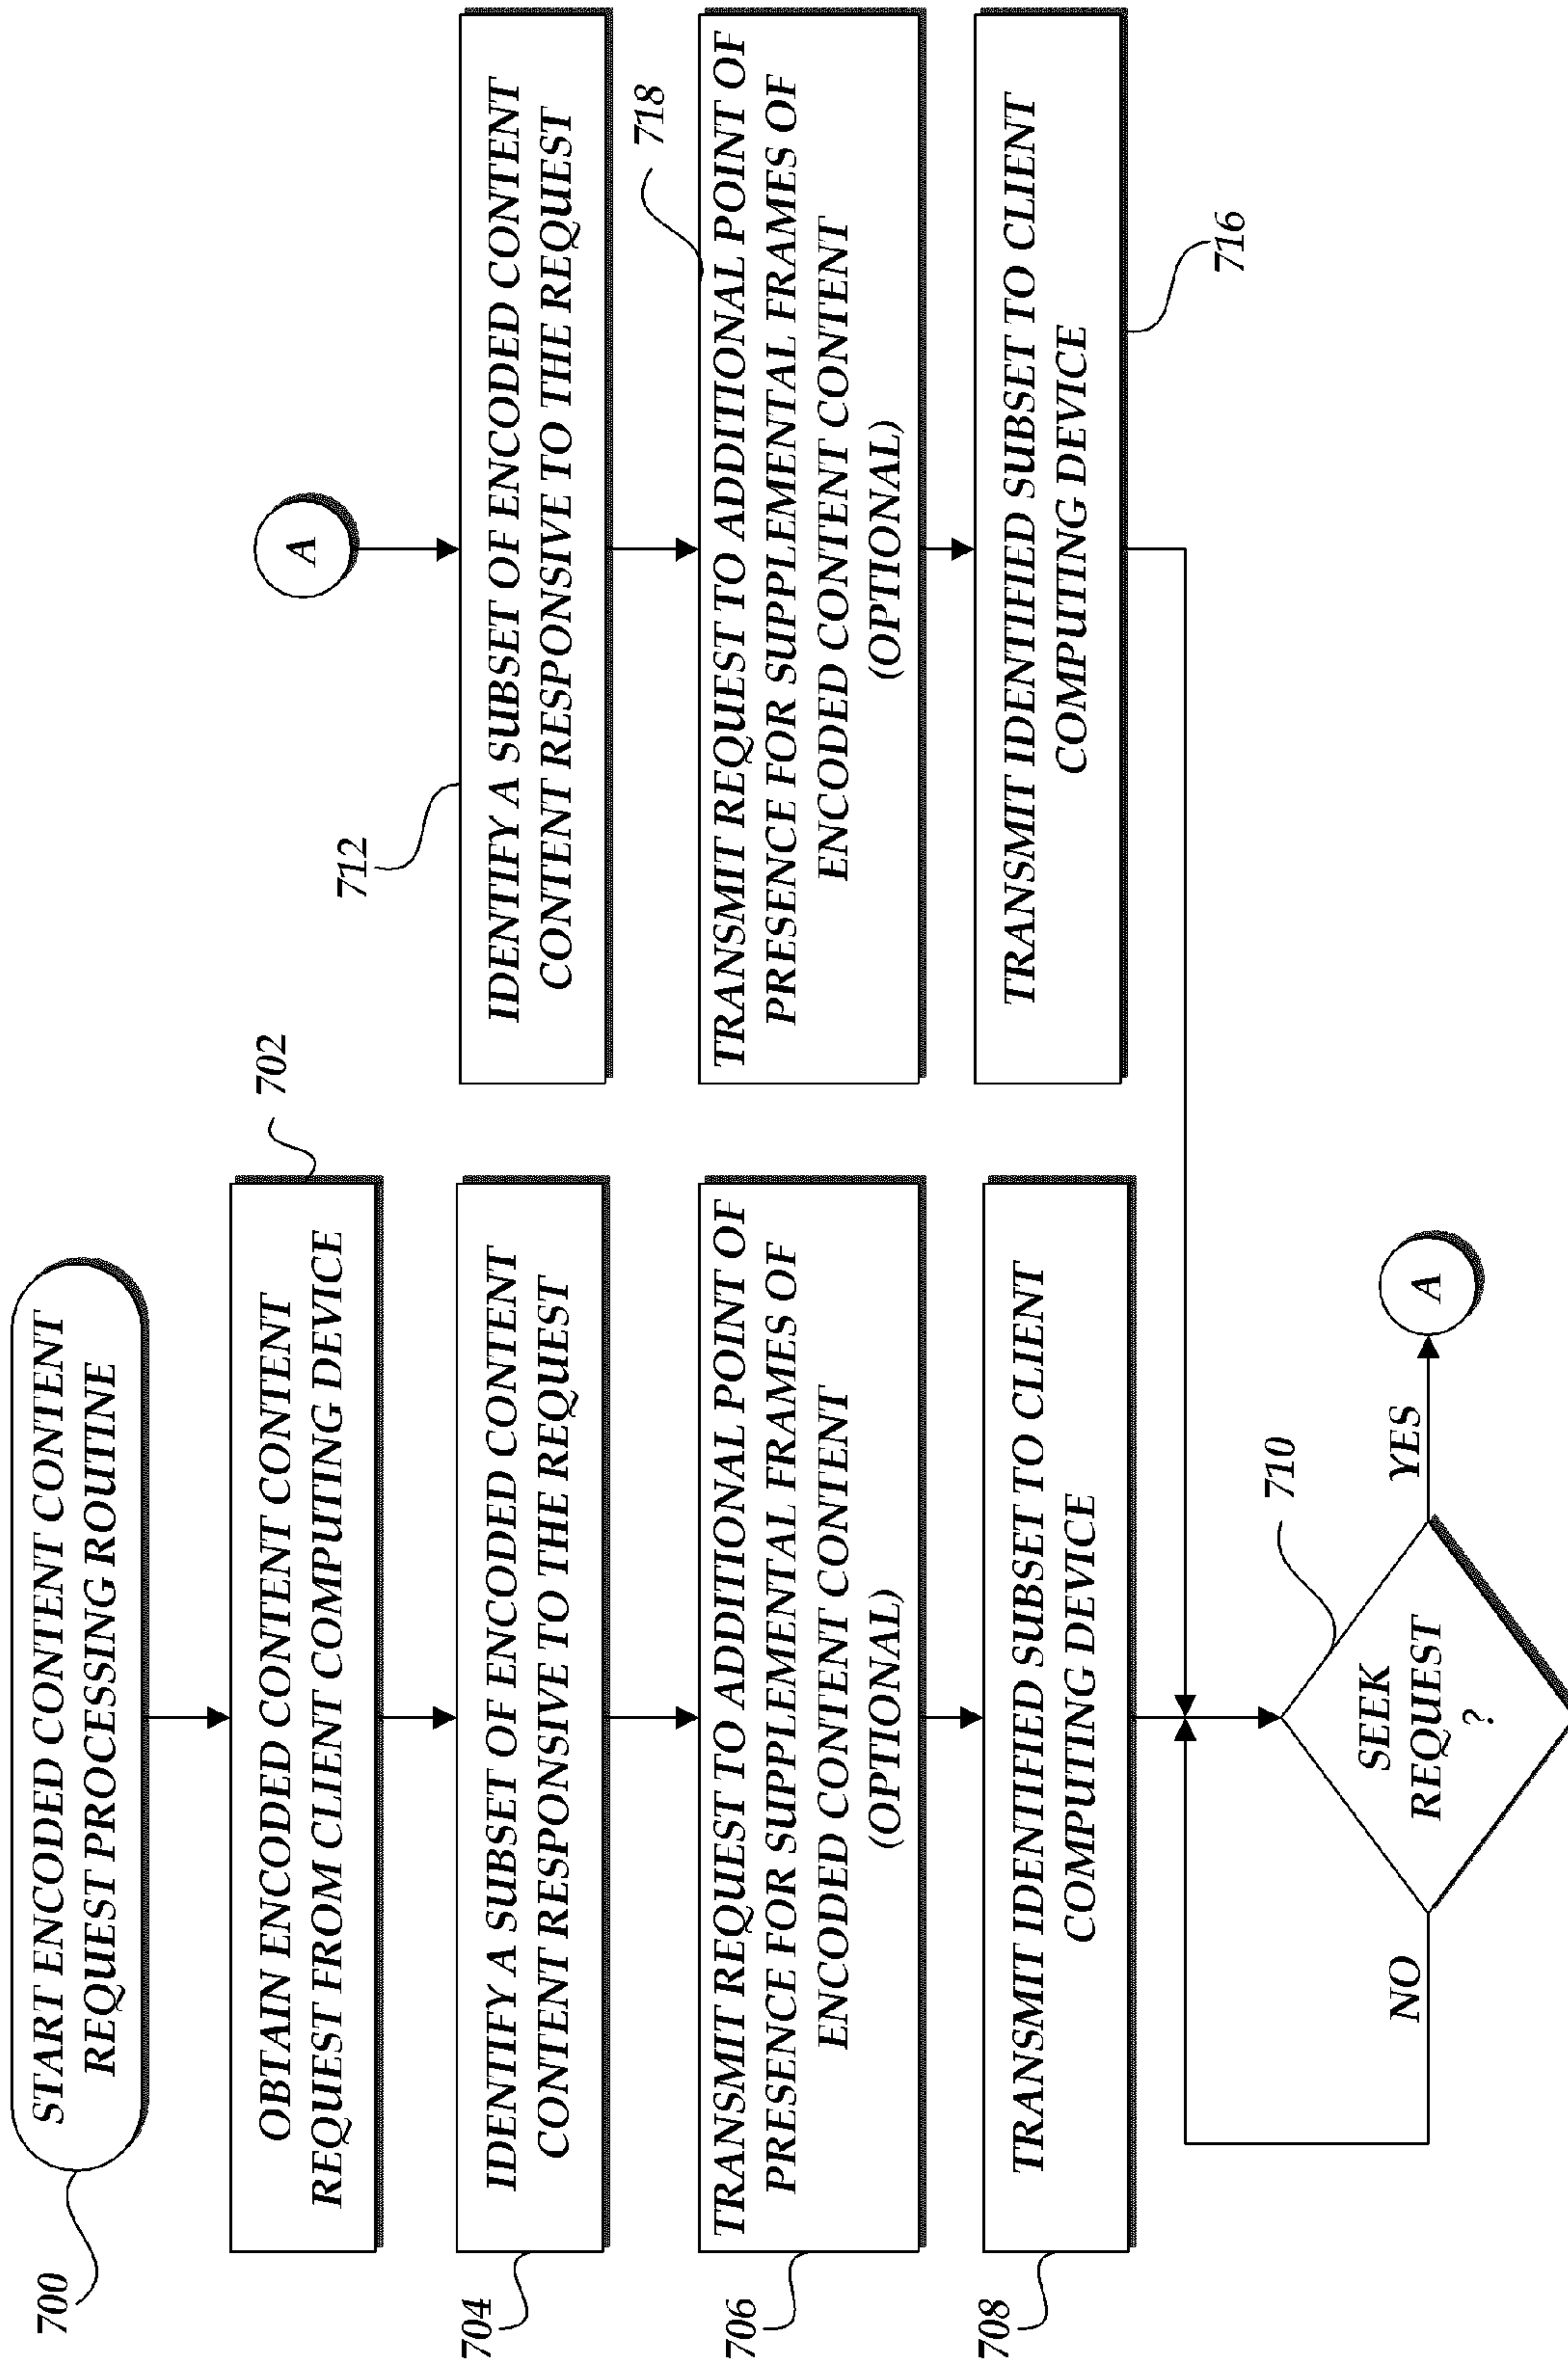 700
START ENCODED CONTENT CONTENT
REQUEST PROCESSING ROUTINE
702
OBTAIN ENCODED CONTENT CONTENT
REQUEST FROM CLIENT COMPUTING DEVICE
704
IDENTIFY A SUBSET OF ENCODED CONTENT
CONTENT RESPONSIVE TO THE REQUEST
706
TRANSMIT REQUEST TO ADDITIONAL POINT OF
PRESENCE FOR SUPPLEMENTAL FRAMES OF
ENCODED CONTENT CONTENT
(OPTIONAL)
708
TRANSMIT IDENTIFIED SUBSET TO CLIENT
COMPUTING DEVICE
710
SEEK
REQUEST
?
NO
YES
A
A
712
IDENTIFY A SUBSET OF ENCODED CONTENT
CONTENT RESPONSIVE TO THE REQUEST
718
TRANSMIT REQUEST TO ADDITIONAL POINT OF
PRESENCE FOR SUPPLEMENTAL FRAMES OF
ENCODED CONTENT CONTENT
(OPTIONAL)
TRANSMIT IDENTIFIED SUBSET TO CLIENT
COMPUTING DEVICE
716